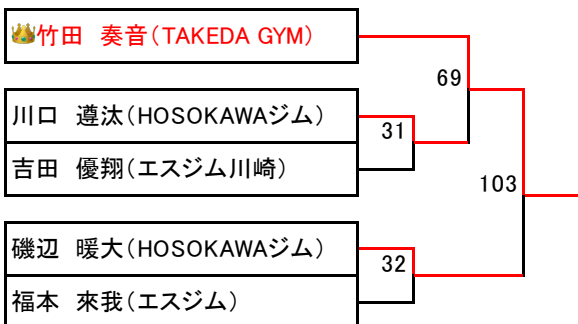 👑竹田　奏音（TAKEDA GYM）
69
川口　遵汰（HOSOKAWAジム）
31
吉田　優翔（エスジム川崎）
103
磯辺　暖大（HOSOKAWAジム）
32
福本　來我（エスジム）